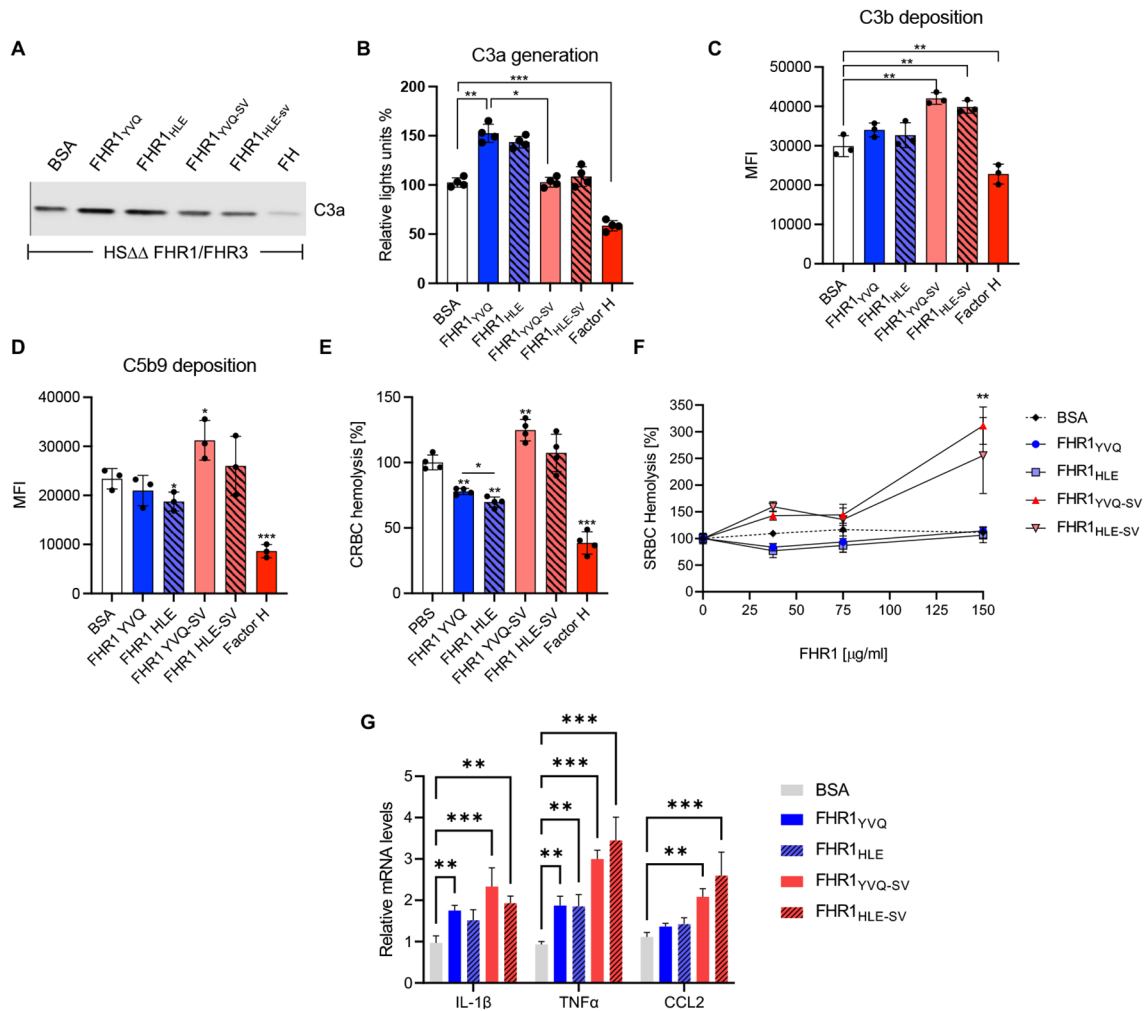 A
BSA
FHR1YVQ
FHR1HLE
FHR1YVQ-SV
FHR1HLE-sv
FH
C3a
HSΔΔ FHR1/FHR3
B
C3a generation
***
**
*
Relative lights units %
200
150
100
50
0
BSA
FHR1YVQ
FHR1HLE
FHR1YVQ-SV
FHR1HLE-SV
Factor H
C
C3b deposition
**
**
**
MFI
50000
40000
30000
20000
10000
0
BSA
FHR1YVQ
FHR1HLE
FHR1YVQ-SV
FHR1HLE-SV
Factor H
D
C5b9 deposition
MFI
40000
30000
20000
10000
0
*
*
***
BSA
FHR1 YVQ
FHR1 HLE
FHR1 YVQ-SV
FHR1 HLE-SV
Factor H
E
CRBC hemolysis [%]
150
100
50
0
**
*
**
**
***
PBS
FHR1 YVQ
FHR1 HLE
FHR1 YVQ-SV
FHR1 HLE-SV
Factor H
F
SRBC Hemolysis [%]
350
300
250
200
150
100
50
0
**
0
25
50
75
100
125
150
FHR1 [μg/ml]
BSA
FHR1YVQ
FHR1HLE
FHR1YVQ-SV
FHR1HLE-SV
G
Relative mRNA levels
5
4
3
2
1
0
**
***
**
***
***
**
**
***
**
IL-1β
TNFα
CCL2
BSA
FHR1YVQ
FHR1HLE
FHR1YVQ-SV
FHR1HLE-SV